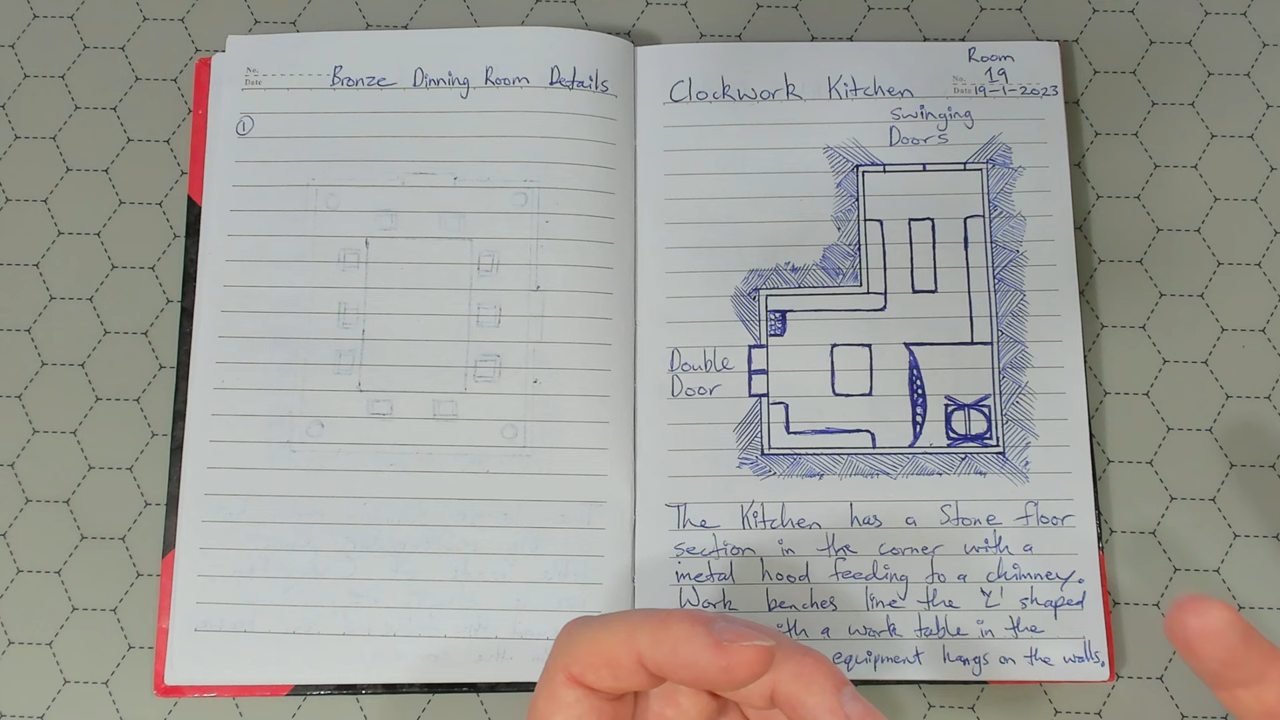 No.
Date
Bronze Dinning Room Details
①
Room
No. 19
Date 19-1-2023
Clockwork Kitchen
Swinging
Doors
Double
Door
The Kitchen has a Stone floor
section in the corner with a
metal hood feeding to a chimney.
Work benches line the 'L' shaped
with a work table in the
equipment hangs on the walls.